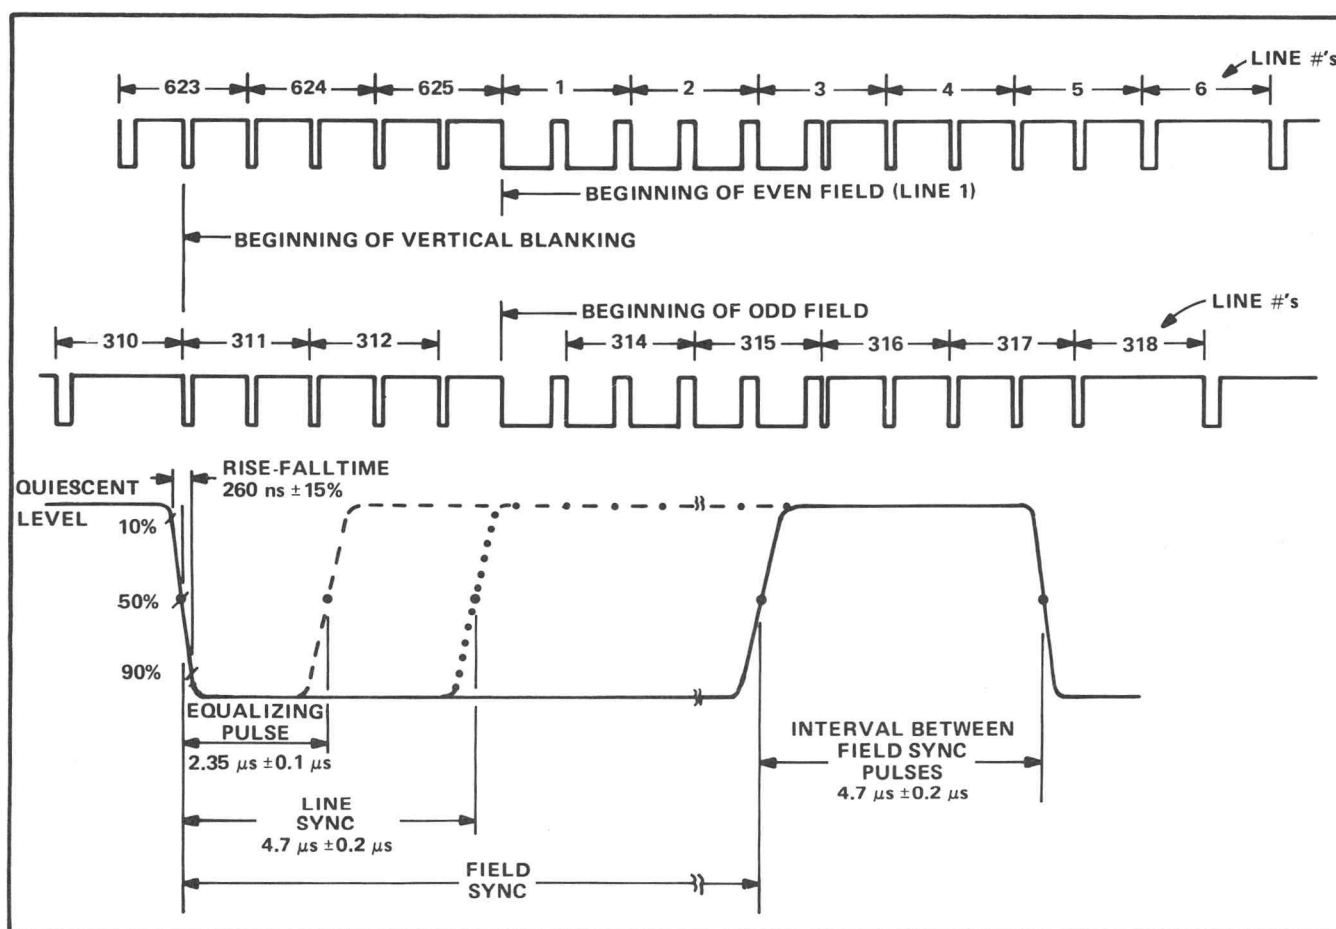 LINE #'s
623 624 625 1 2 3 4 5 6
BEGINNING OF EVEN FIELD (LINE 1)
BEGINNING OF VERTICAL BLANKING
BEGINNING OF ODD FIELD
LINE #'s
310 311 312 314 315 316 317 318
RISE-FALLTIME
260 ns ±15%
QUIESCENT
LEVEL
10%
50%
90%
EQUALIZING
PULSE
2.35 µs ±0.1 µs
INTERVAL BETWEEN
FIELD SYNC
PULSES
4.7 µs ±0.2 µs
LINE
SYNC
4.7 µs ±0.2 µs
FIELD
SYNC